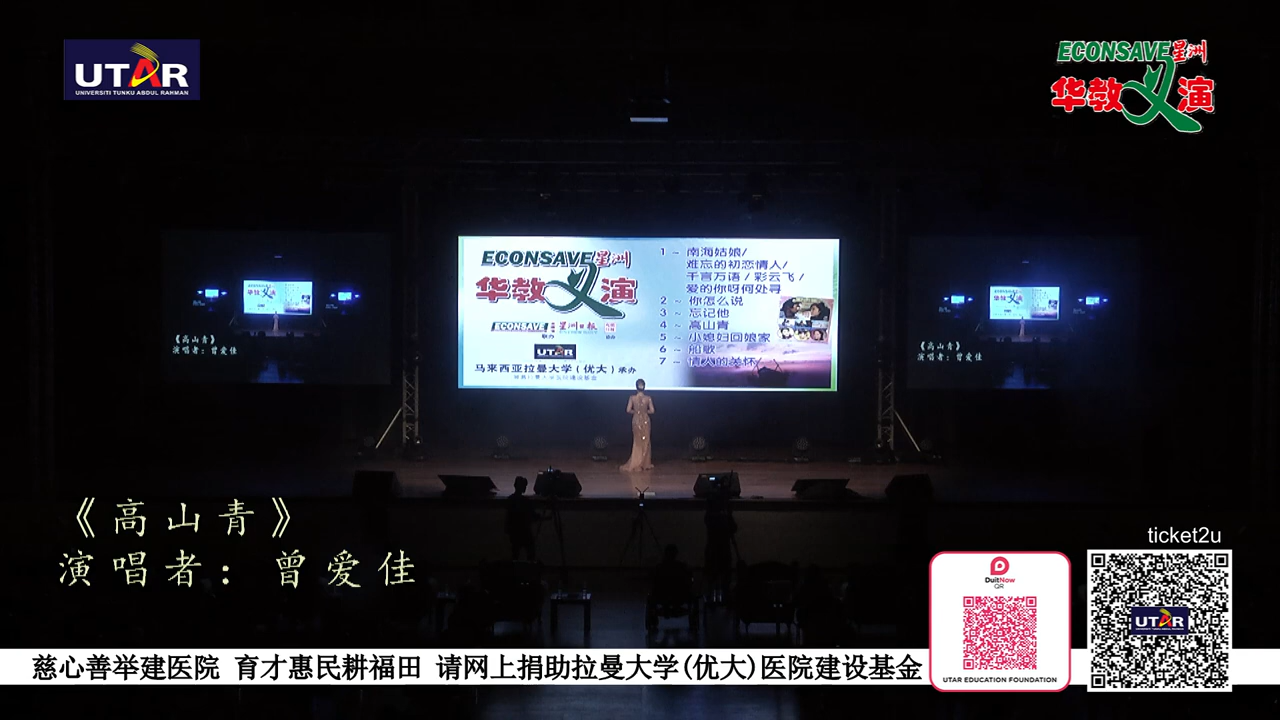 UTAR
UNIVERSITI TUNKU ABDUL RAHMAN
ECONSAVE星洲
华教义演
ECONSAVE星洲
华教义演
ECONSAVE
星洲日报
联办
UTAR
马来西亚拉曼大学(优大)承办
1 ~ 南海姑娘/
难忘的初恋情人/
千言万语/彩云飞/
爱的你呀何处寻
2 ~ 你怎么说
3 ~ 忘记他
4 ~ 高山青
5 ~ 小媳妇回娘家
6 ~ 船歌
7 ~ 情人的关怀
《高山青》
演唱者:曾爱佳
《高山青》
演唱者:曾爱佳
《高山青》
演唱者: 曾爱佳
ticket2u
DuitNow
QR
UTAR EDUCATION FOUNDATION
UTAR
慈心善举建医院 育才惠民耕福田 请网上捐助拉曼大学(优大)医院建设基金